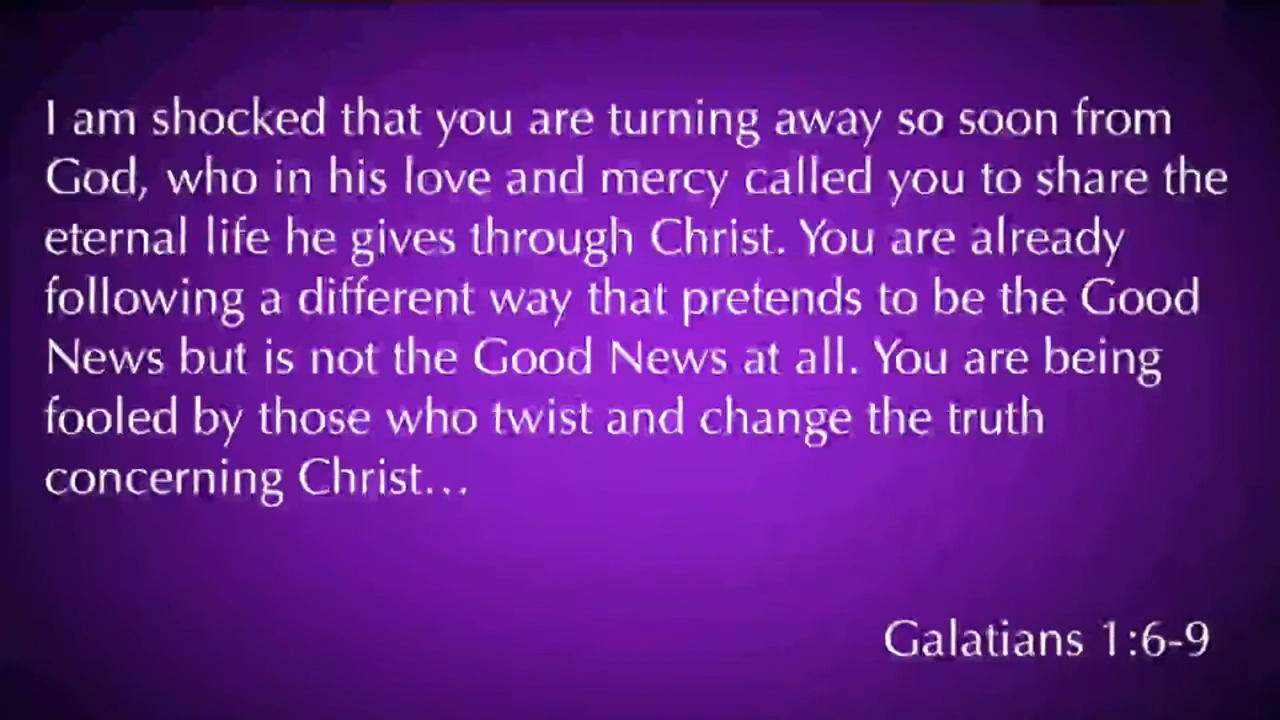 I am shocked that you are turning away so soon from
God, who in his love and mercy called you to share the
eternal life he gives through Christ. You are already
following a different way that pretends to be the Good
News but is not the Good News at all. You are being
fooled by those who twist and change the truth
concerning Christ…
Galatians 1:6-9